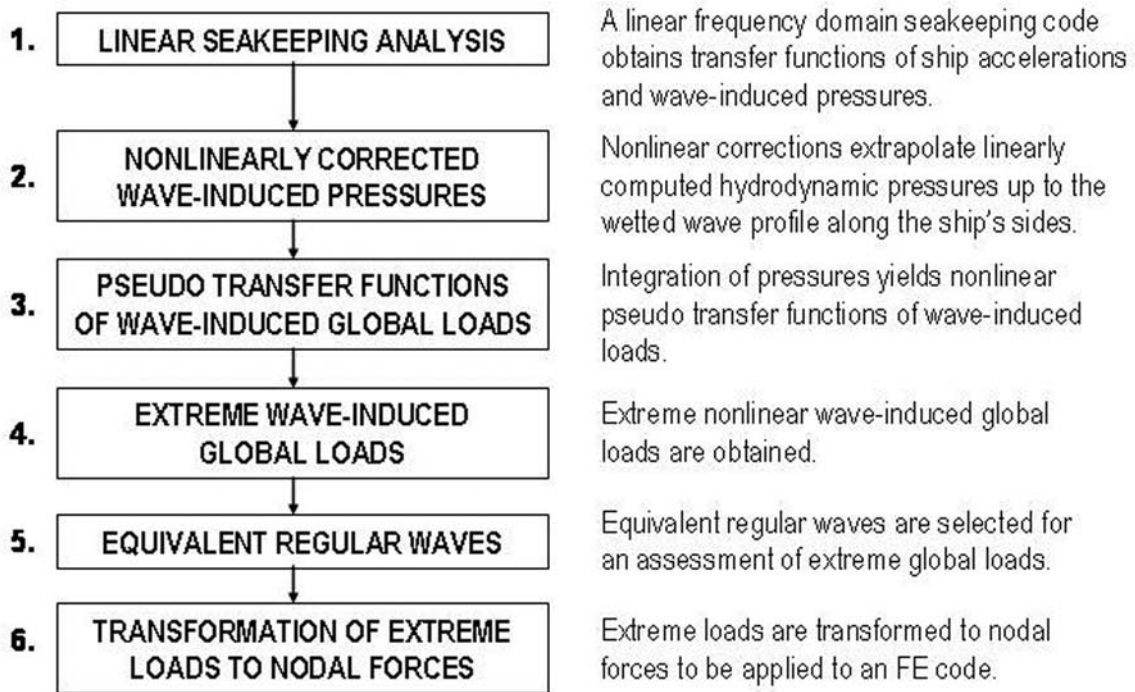 1.
LINEAR SEAKEEPING ANALYSIS
A linear frequency domain seakeeping code
obtains transfer functions of ship accelerations
and wave-induced pressures.
2.
NONLINEARLY CORRECTED
WAVE-INDUCED PRESSURES
Nonlinear corrections extrapolate linearly
computed hydrodynamic pressures up to the
wetted wave profile along the ship's sides.
3.
PSEUDO TRANSFER FUNCTIONS
OF WAVE-INDUCED GLOBAL LOADS
Integration of pressures yields nonlinear
pseudo transfer functions of wave-induced
loads.
4.
EXTREME WAVE-INDUCED
GLOBAL LOADS
Extreme nonlinear wave-induced global
loads are obtained.
5.
EQUIVALENT REGULAR WAVES
Equivalent regular waves are selected for
an assessment of extreme global loads.
6.
TRANSFORMATION OF EXTREME
LOADS TO NODAL FORCES
Extreme loads are transformed to nodal
forces to be applied to an FE code.